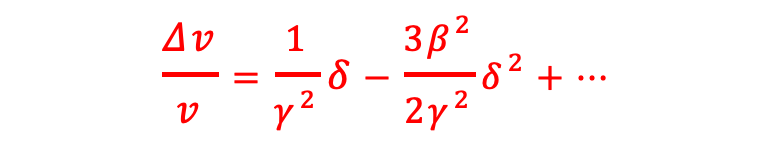 Δv/v = 1/γ² δ − 3β²/2γ² δ² + ⋯